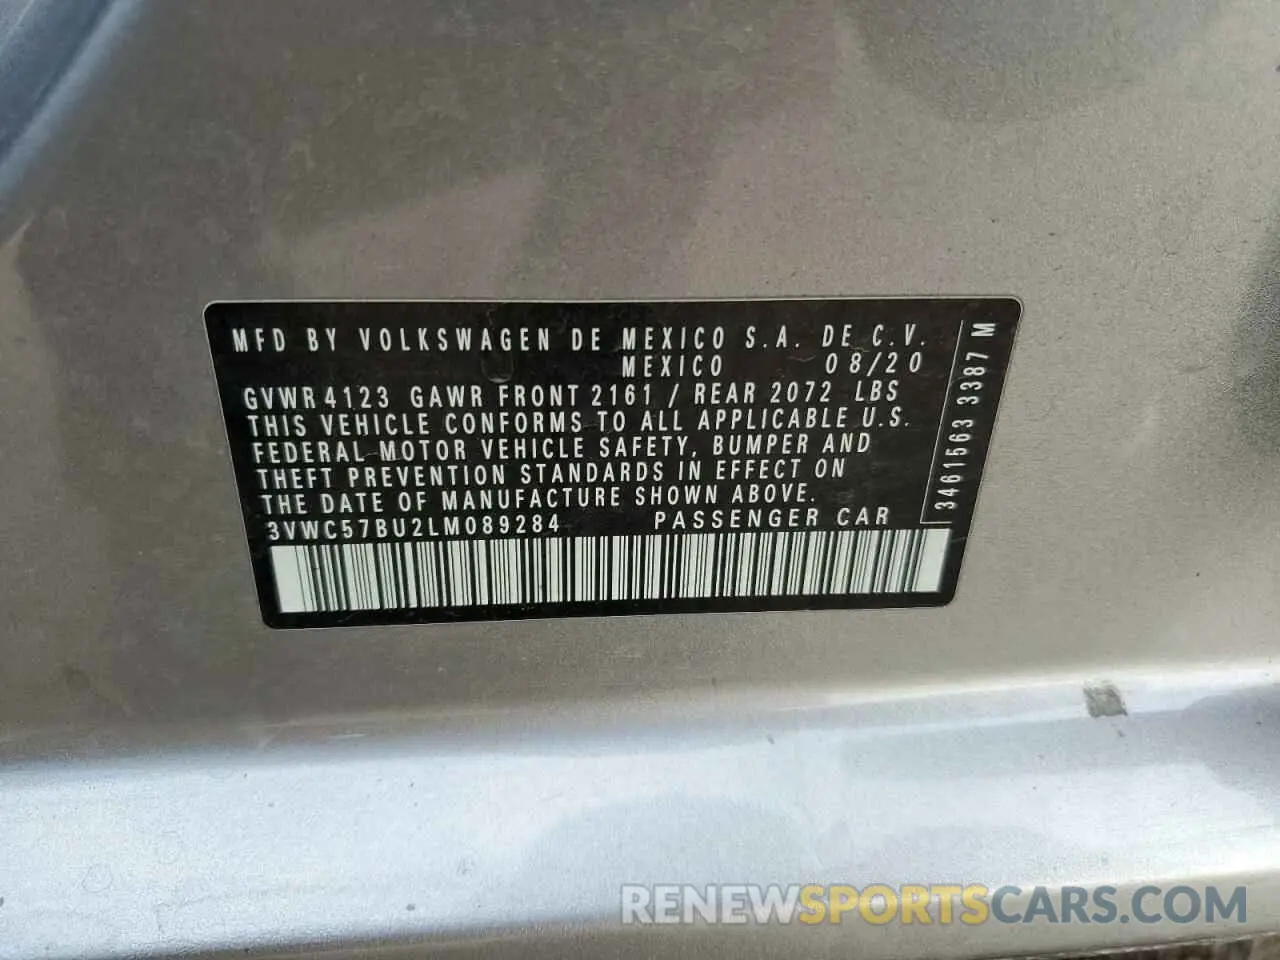 MFD BY VOLKSWAGEN DE MEXICO S.A. DE C.V.
MEXICO 08/20
GVWR 4123 GAWR FRONT 2161 / REAR 2072 LBS
THIS VEHICLE CONFORMS TO ALL APPLICABLE U.S.
FEDERAL MOTOR VEHICLE SAFETY, BUMPER AND
THEFT PREVENTION STANDARDS IN EFFECT ON
THE DATE OF MANUFACTURE SHOWN ABOVE.
3VWC57BU2LM089284 PASSENGER CAR
3461563 3387 M
RENEWSPORTSCARS.COM